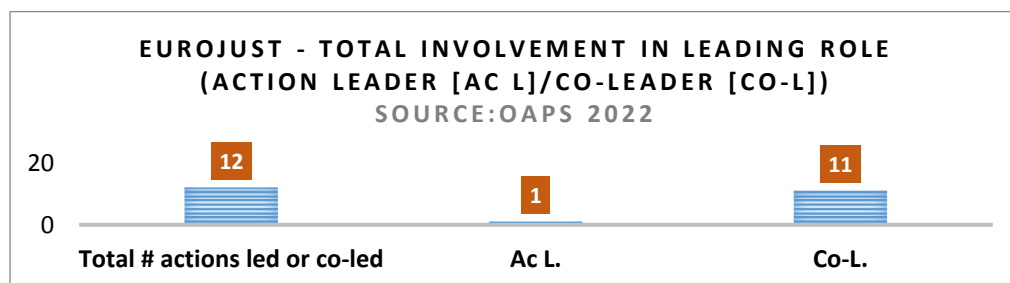 EUROJUST - TOTAL INVOLVEMENT IN LEADING ROLE
(ACTION LEADER [AC L]/CO-LEADER [CO-L])
SOURCE:OAPS 2022
20
12
1
11
0
Total # actions led or co-led
Ac L.
Co-L.